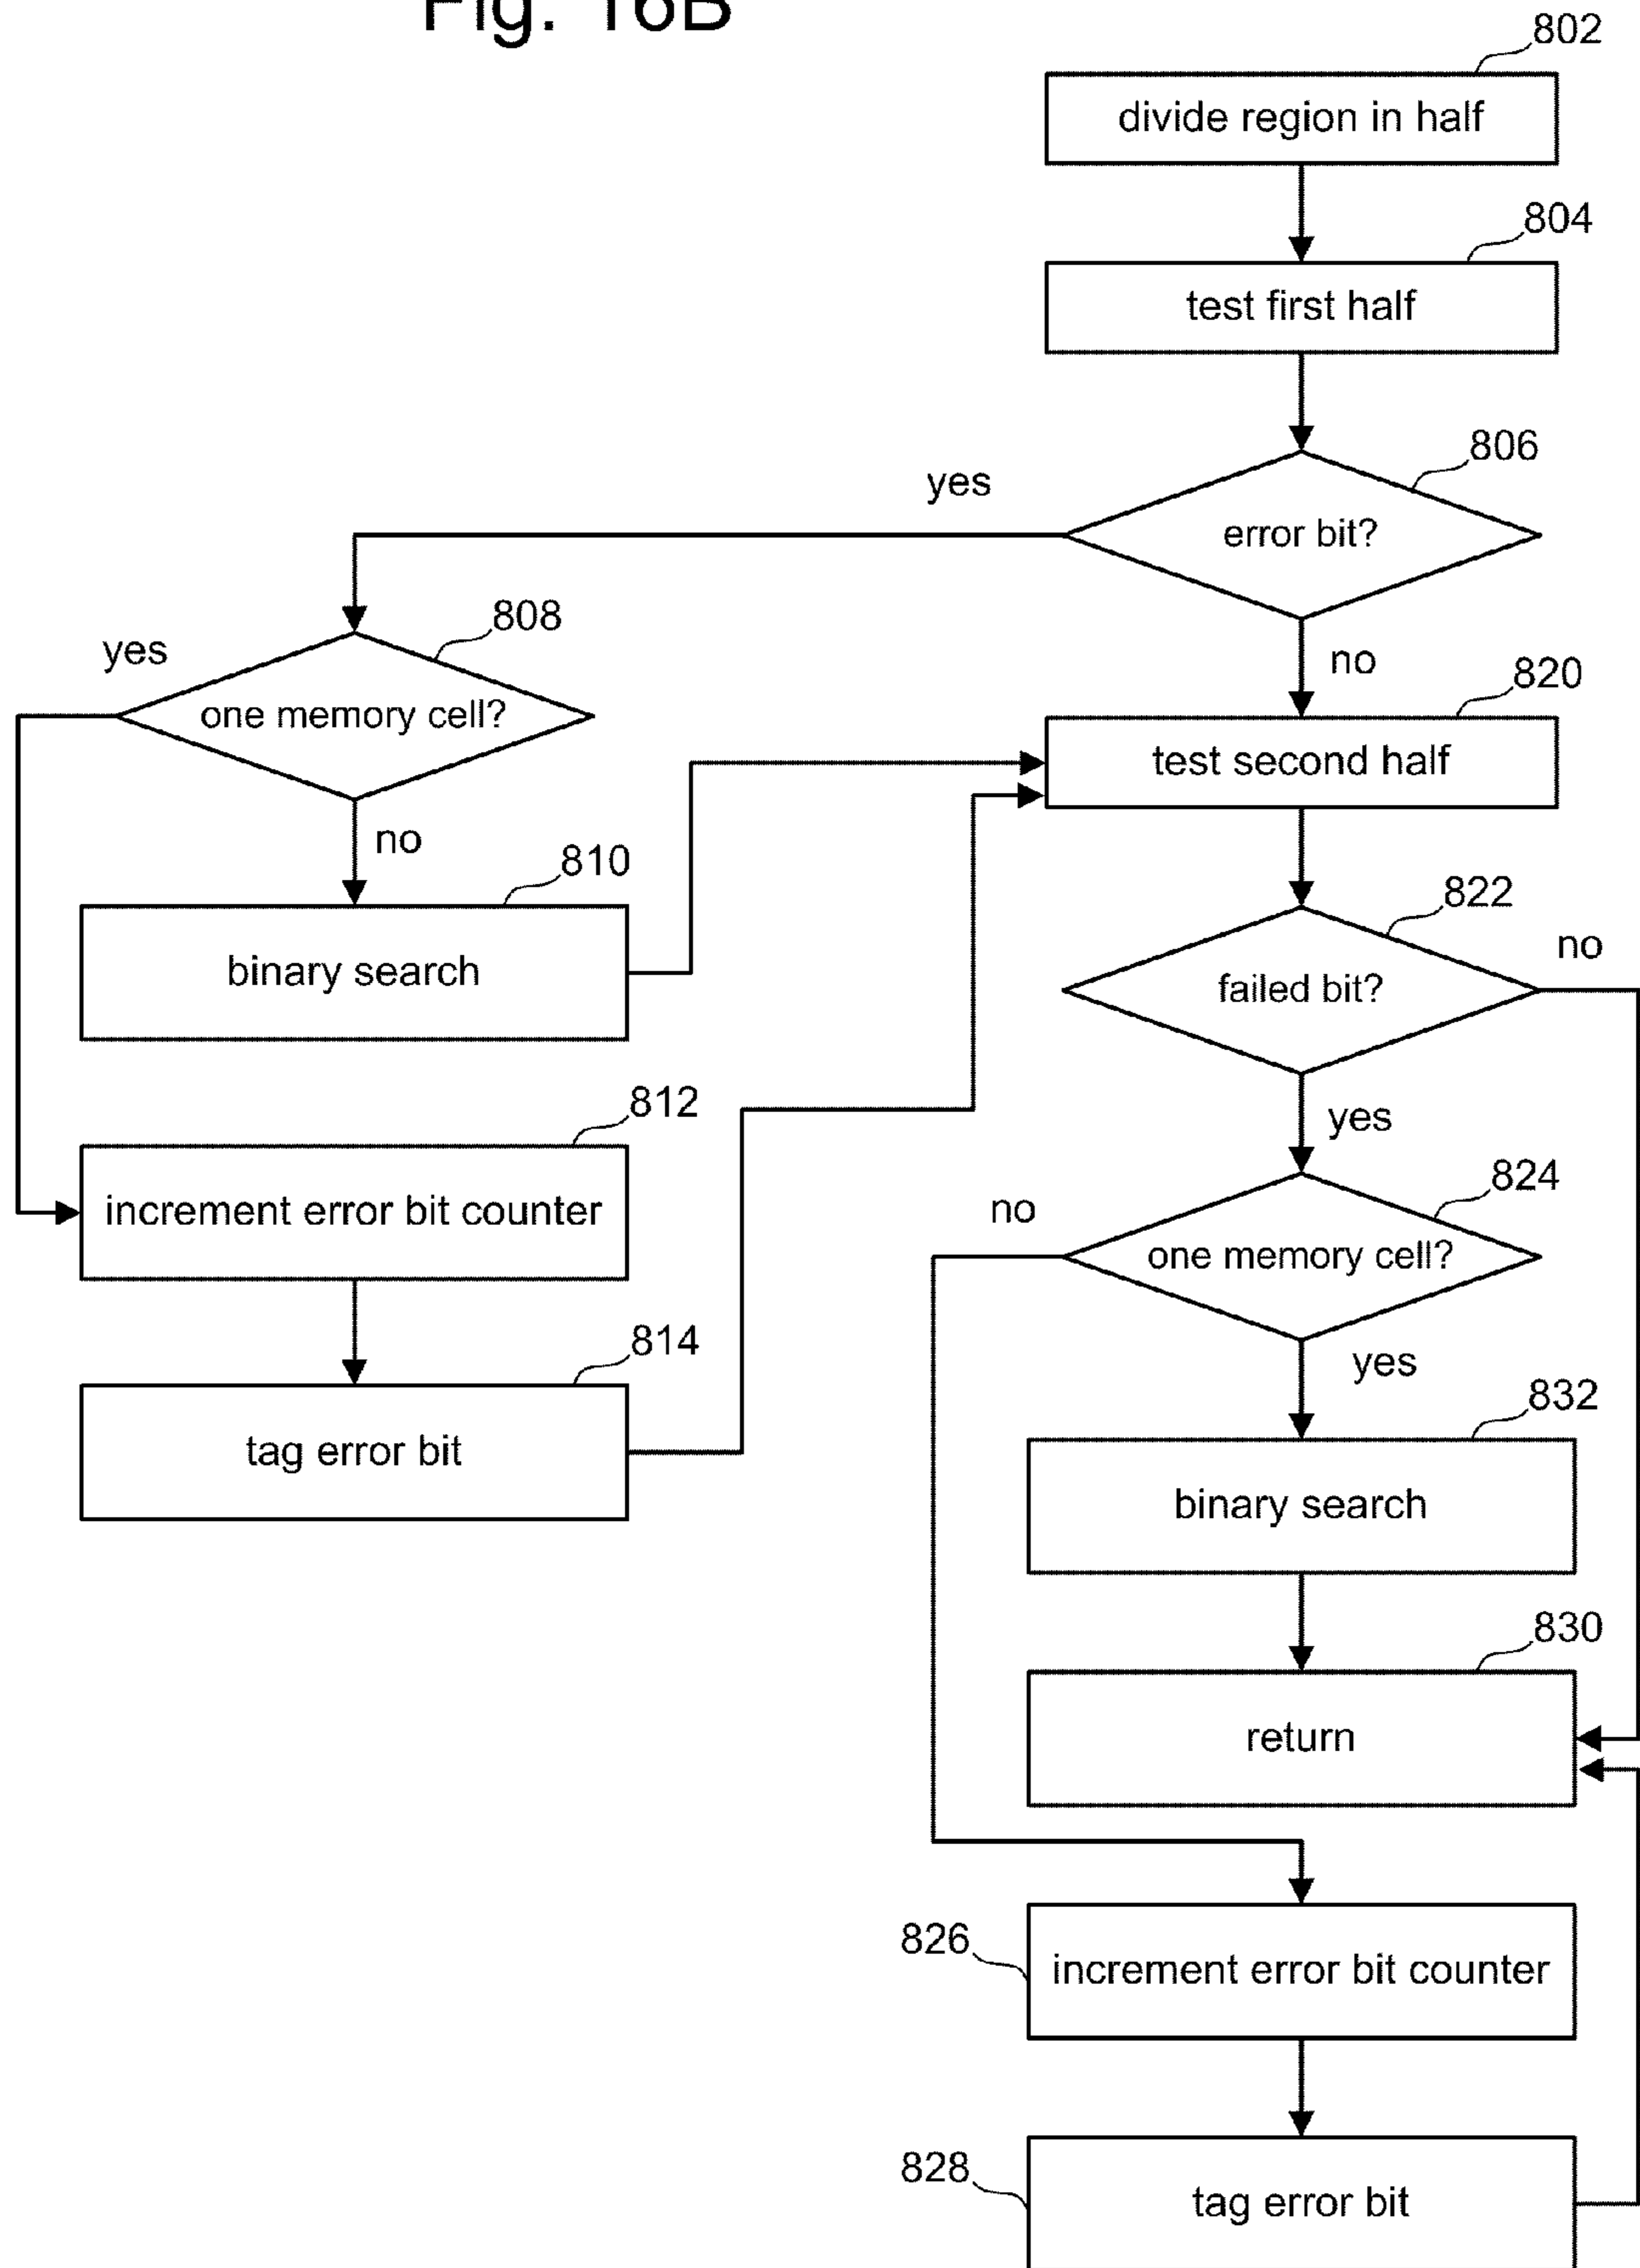 Fig. 16B
802
divide region in half
804
test first half
806
yes
error bit?
808
yes
no
820
one memory cell?
test second half
no
810
822
no
binary search
failed bit?
812
yes
824
increment error bit counter
no
one memory cell?
814
yes
832
tag error bit
binary search
830
return
826
increment error bit counter
828
tag error bit